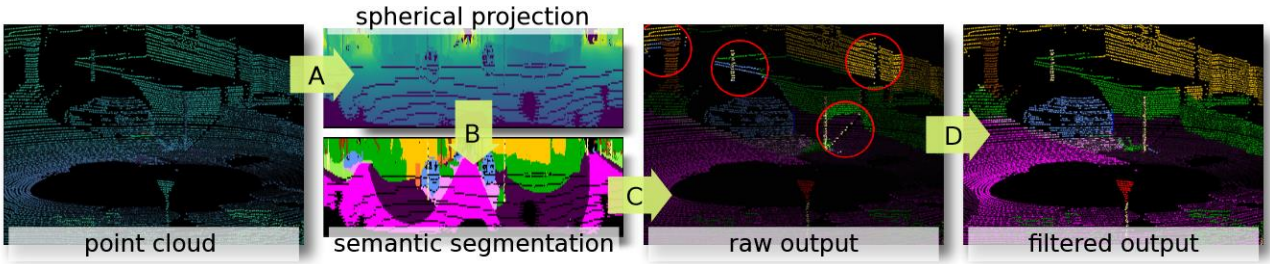 spherical projection
A
B
C
D
point cloud
semantic segmentation
raw output
filtered output